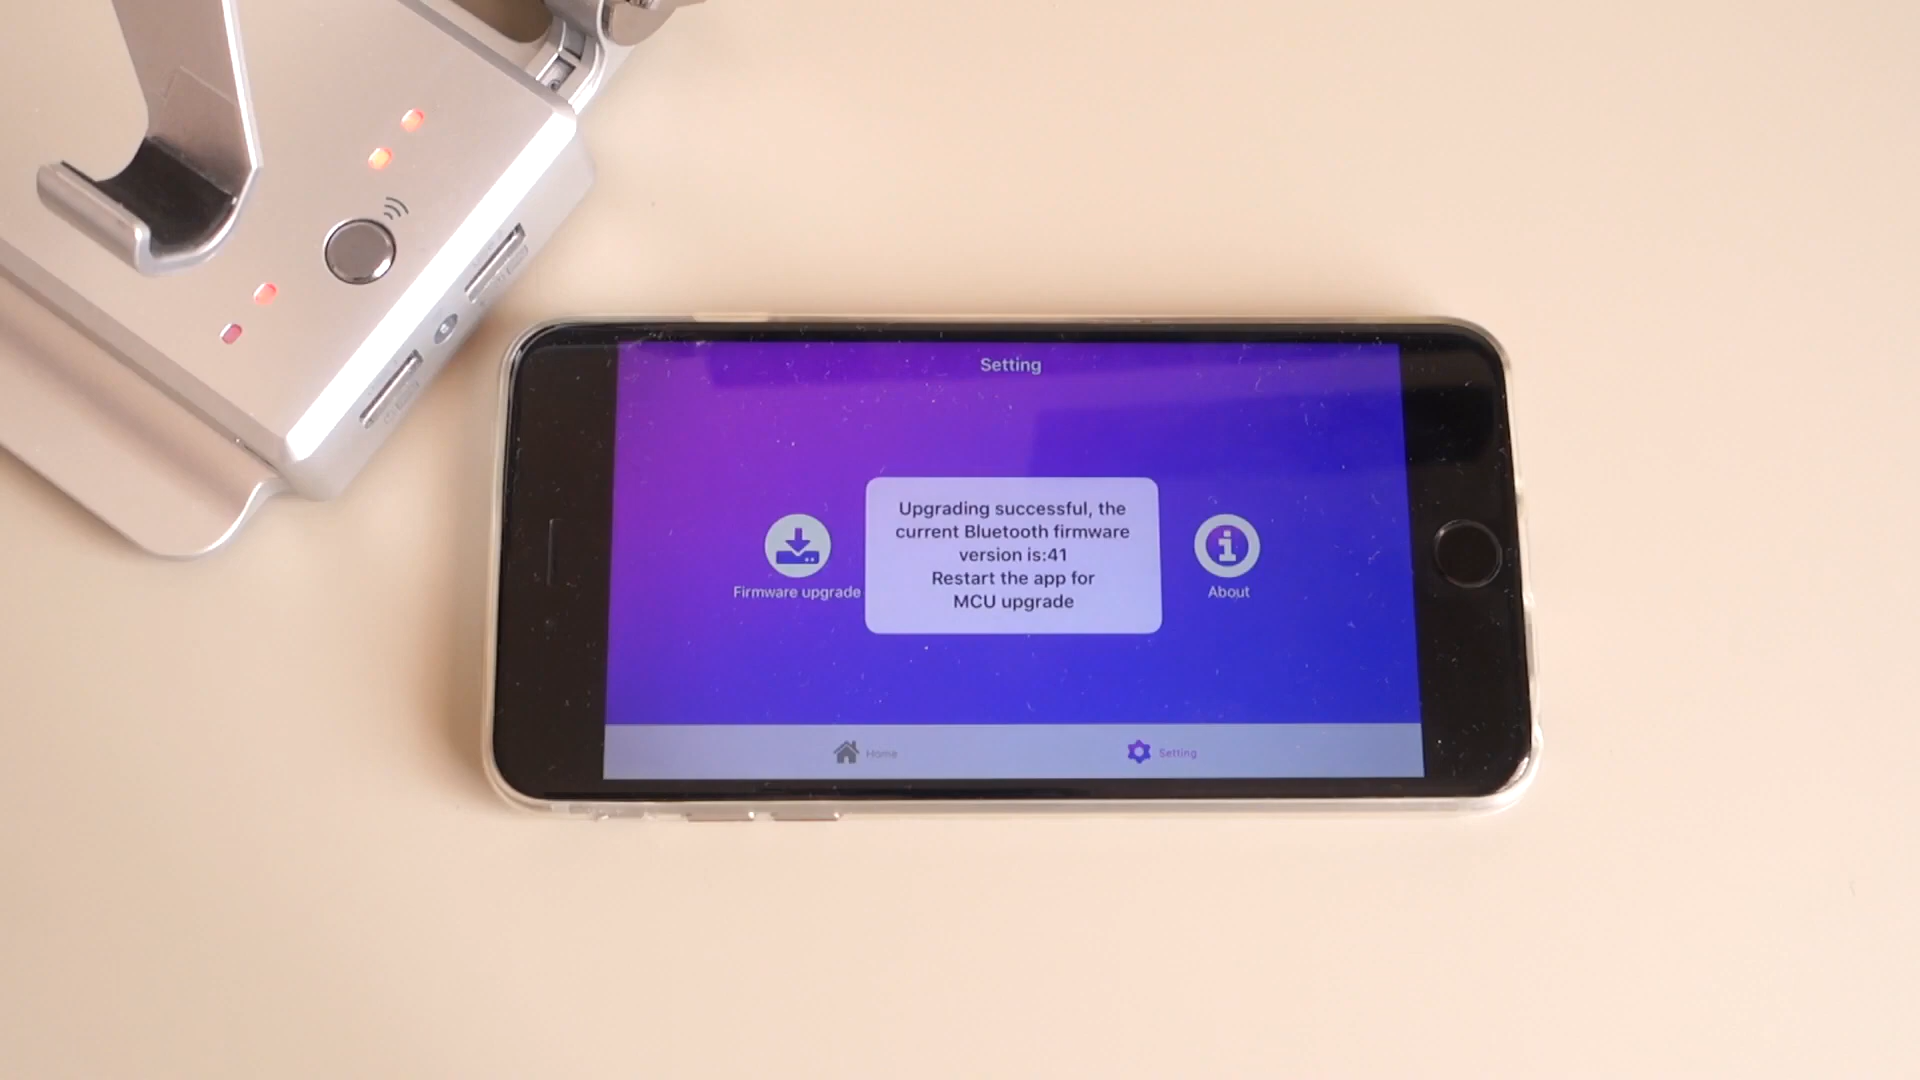 Setting
Upgrading successful, the
current Bluetooth firmware
version is:41
Restart the app for
MCU upgrade
Firmware upgrade
About
Home
Setting